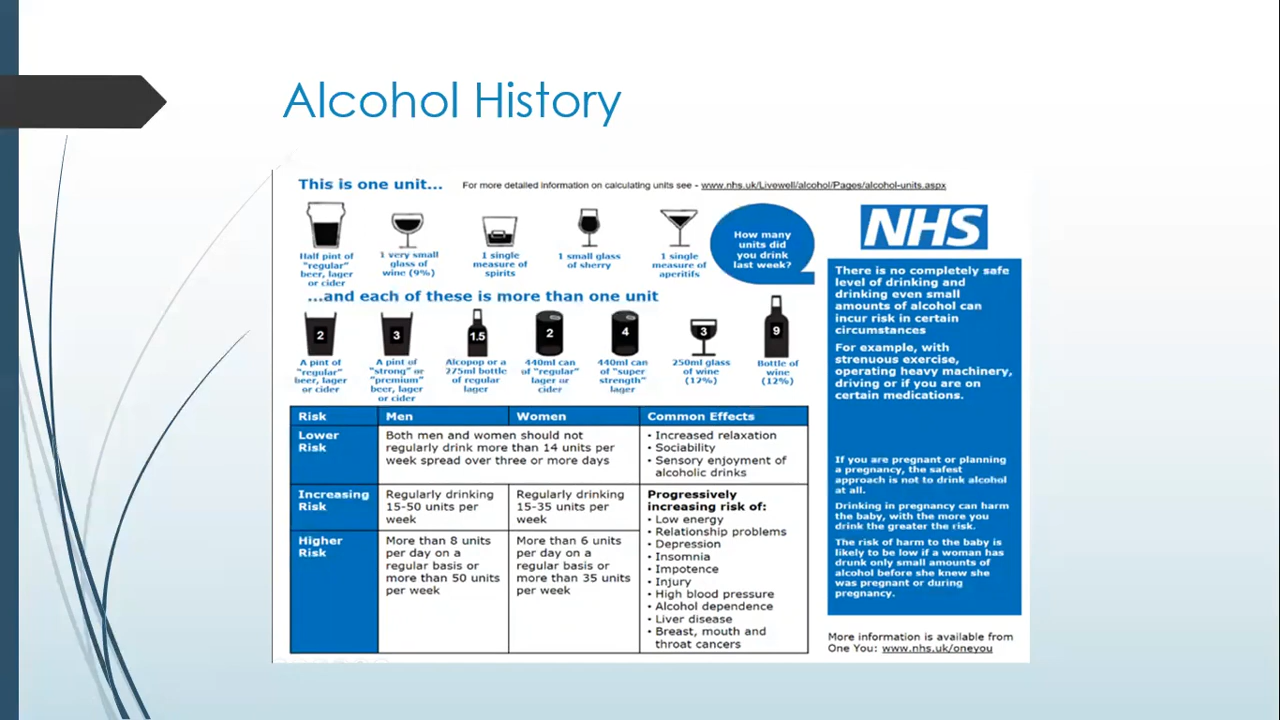 Alcohol History
This is one unit... For more detailed information on calculating units see - www.nhs.uk/Livewell/alcohol/Pages/alcohol-units.aspx
Half pint of
"regular"
beer, lager
or cider
1 very small
glass of
wine (9%)
1 single
measure of
spirits
1 small glass
of sherry
1 single
measure of
aperitifs
How many
units did
you drink
last week?
NHS
...and each of these is more than one unit
2
A pint of
"regular"
beer, lager
or cider
3
A pint of
"strong" or
"premium"
beer, lager
or cider
1.5
Alcopop or a
275ml bottle
of regular
lager
2
440ml can
of "regular"
lager or
cider
4
440ml can
of "super
strength"
lager
3
250ml glass
of wine
(12%)
9
Bottle of
wine
(12%)
Risk Men Women Common Effects
Lower
Risk
Both men and women should not
regularly drink more than 14 units per
week spread over three or more days
• Increased relaxation
• Sociability
• Sensory enjoyment of
alcoholic drinks
Increasing
Risk
Regularly drinking
15-50 units per
week
Regularly drinking
15-35 units per
week
Progressively
increasing risk of:
• Low energy
• Relationship problems
• Depression
• Insomnia
• Impotence
• Injury
• High blood pressure
• Alcohol dependence
• Liver disease
• Breast, mouth and
throat cancers
Higher
Risk
More than 8 units
per day on a
regular basis or
more than 50 units
per week
More than 6 units
per day on a
regular basis or
more than 35 units
per week
There is no completely safe
level of drinking and
drinking even small
amounts of alcohol can
incur risk in certain
circumstances
For example, with
strenuous exercise,
operating heavy machinery,
driving or if you are on
certain medications.
If you are pregnant or planning
a pregnancy, the safest
approach is not to drink alcohol
at all.
Drinking in pregnancy can harm
the baby, with the more you
drink the greater the risk.
The risk of harm to the baby is
likely to be low if a woman has
drunk only small amounts of
alcohol before she knew she
was pregnant or during
pregnancy.
More information is available from
One You: www.nhs.uk/oneyou